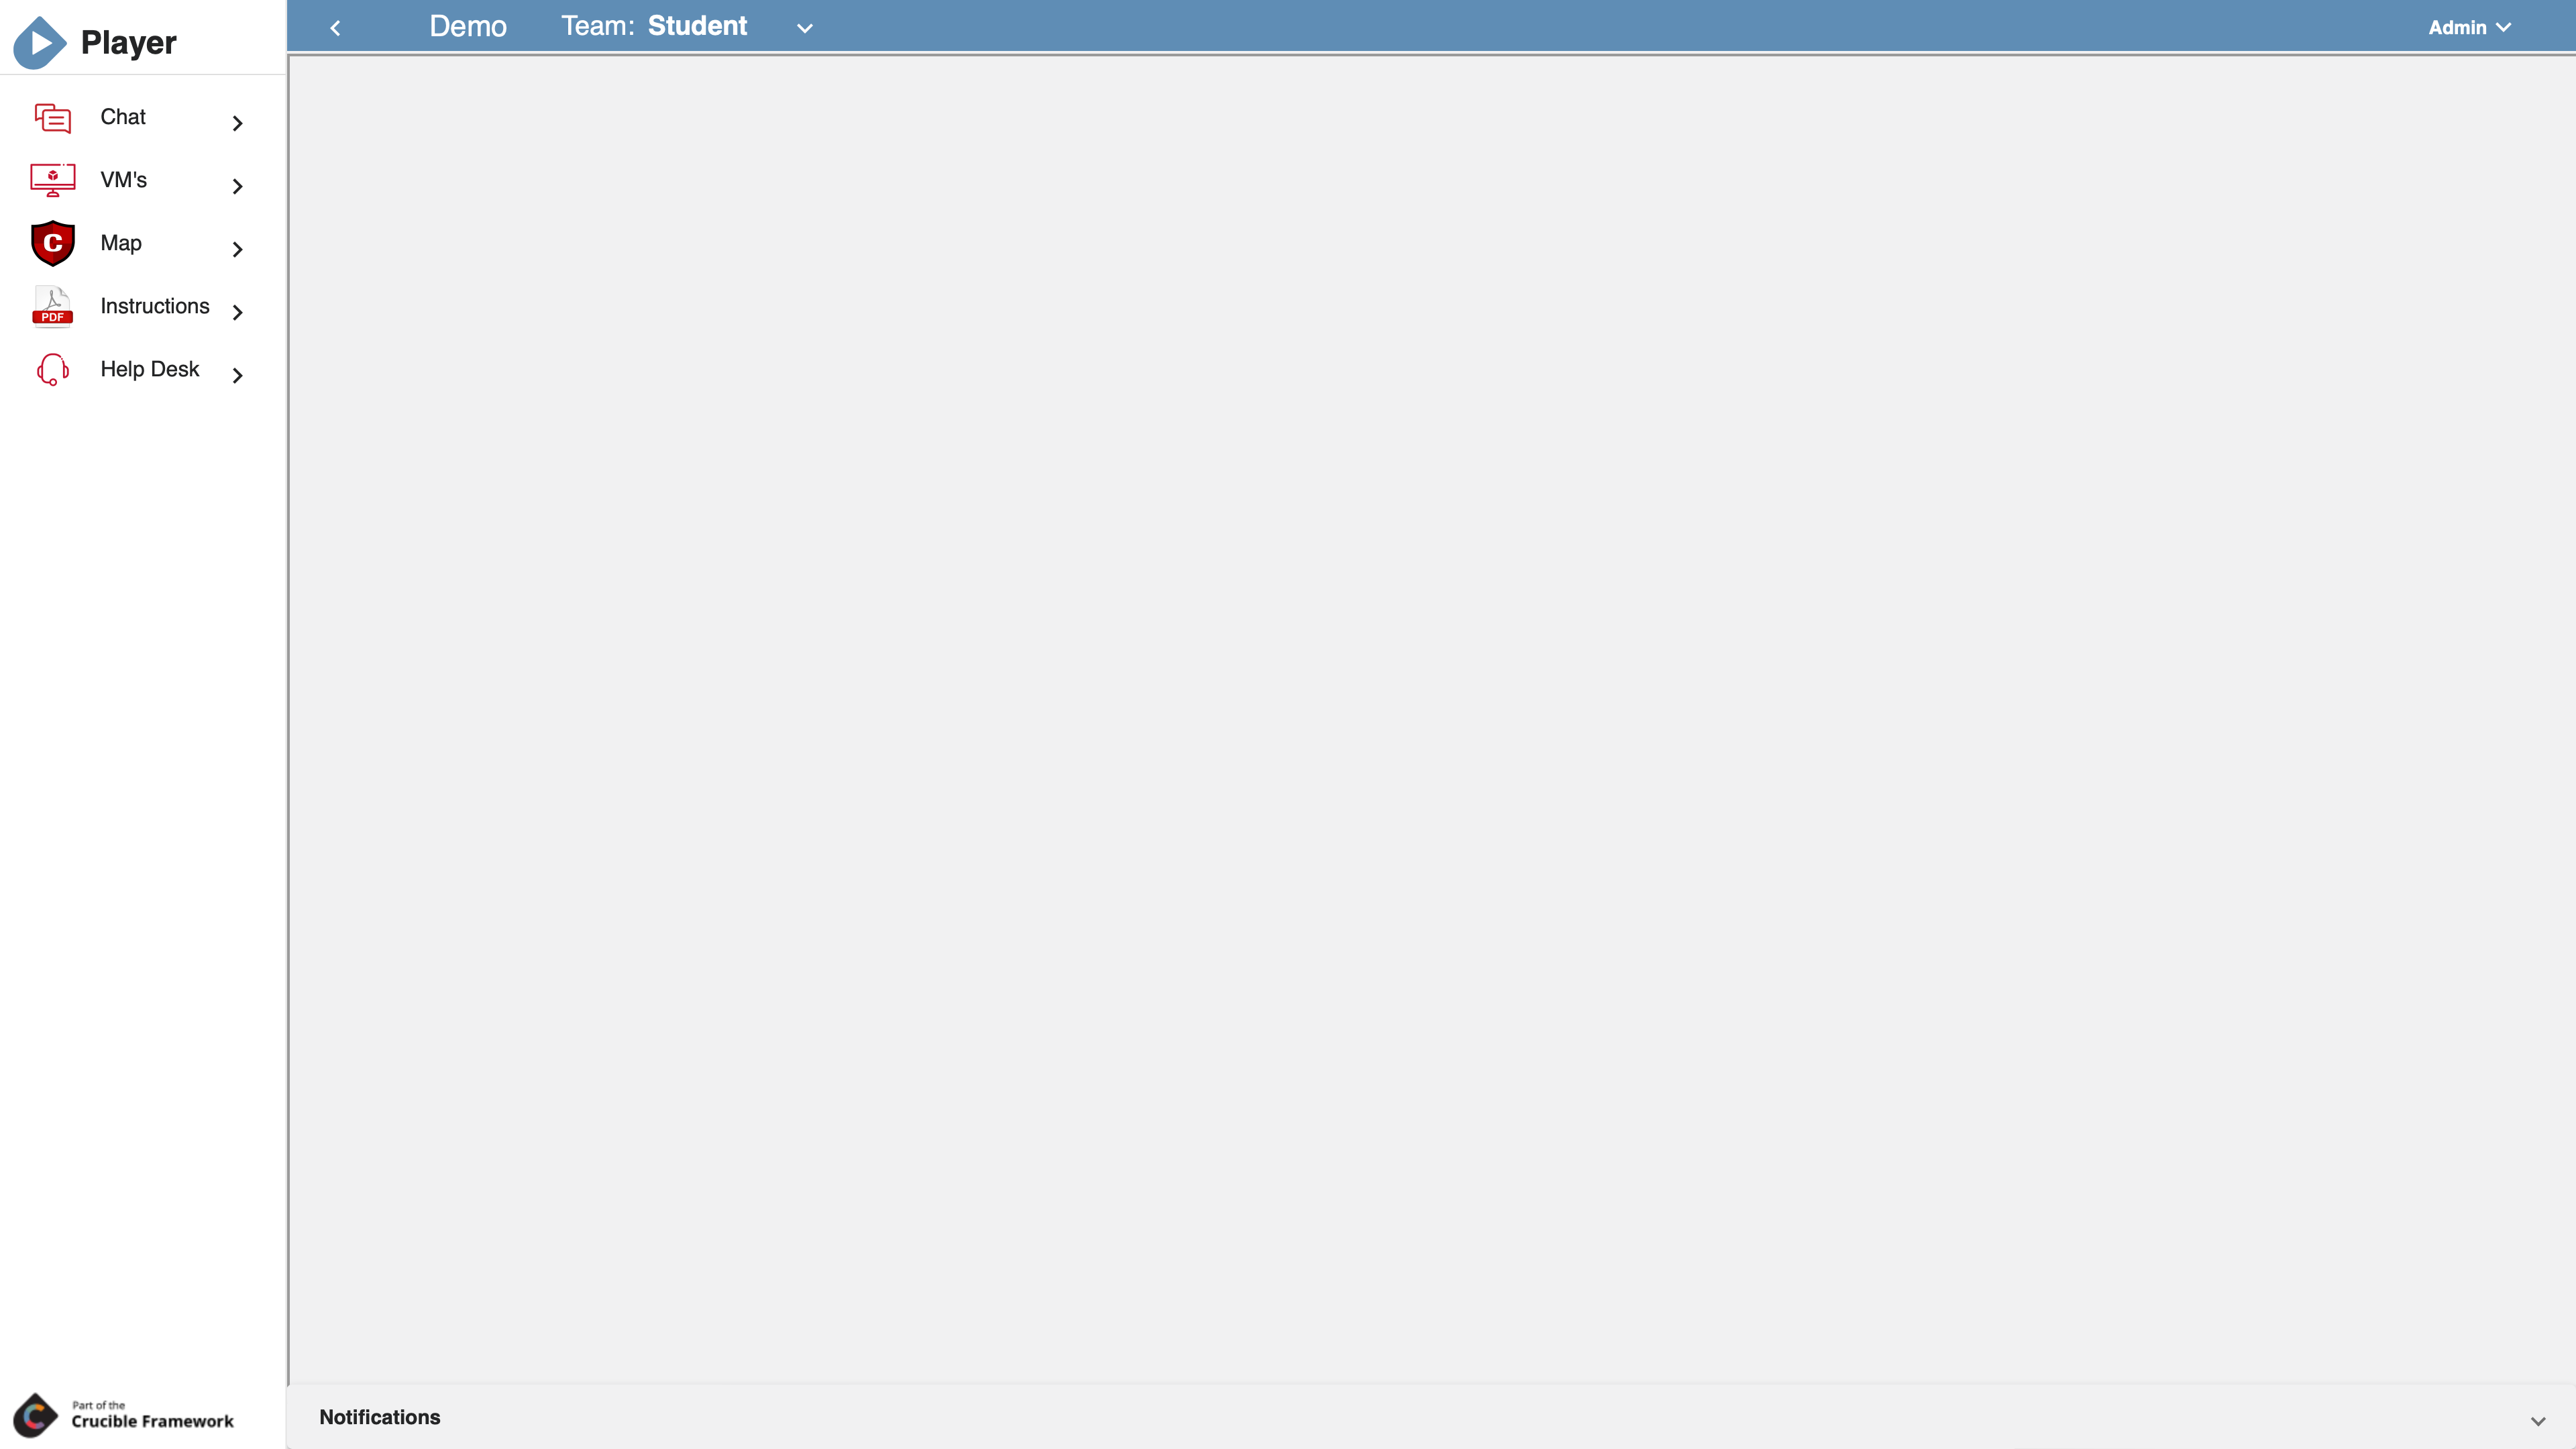 Player
Demo Team: Student
Admin
Chat
VM's
C Map
PDF Instructions
Help Desk
Part of the
Crucible Framework
Notifications